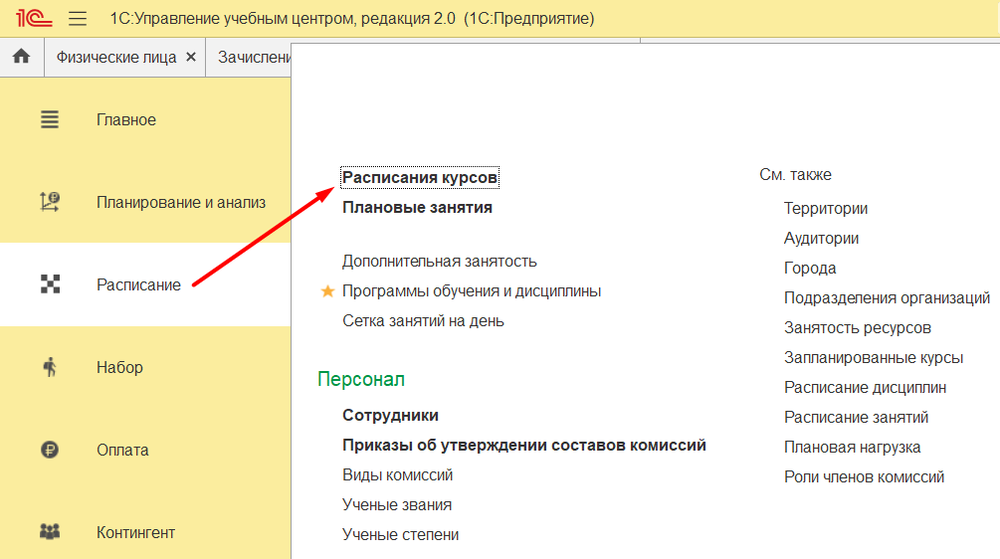 1С:Управление учебным центром, редакция 2.0 (1С:Предприятие)
Физические лица × Зачислени
Главное
Планирование и анализ
Расписание
Набор
Оплата
Контингент
Расписания курсов
Плановые занятия
Дополнительная занятость
Программы обучения и дисциплины
Сетка занятий на день
Персонал
Сотрудники
Приказы об утверждении составов комиссий
Виды комиссий
Ученые звания
Ученые степени
См. также
Территории
Аудитории
Города
Подразделения организаций
Занятость ресурсов
Запланированные курсы
Расписание дисциплин
Расписание занятий
Плановая нагрузка
Роли членов комиссий